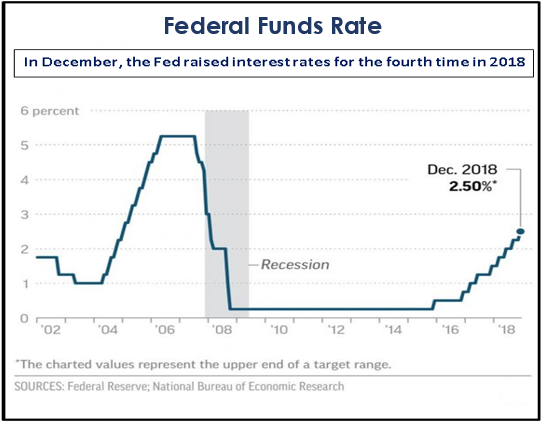 Federal Funds Rate
In December, the Fed raised interest rates for the fourth time in 2018
6 percent
5
4
3
2
1
0
Dec. 2018
2.50%*
Recession
'02 '04 '06 '08 '10 '12 '14 '16 '18
*The charted values represent the upper end of a target range.
SOURCES: Federal Reserve; National Bureau of Economic Research